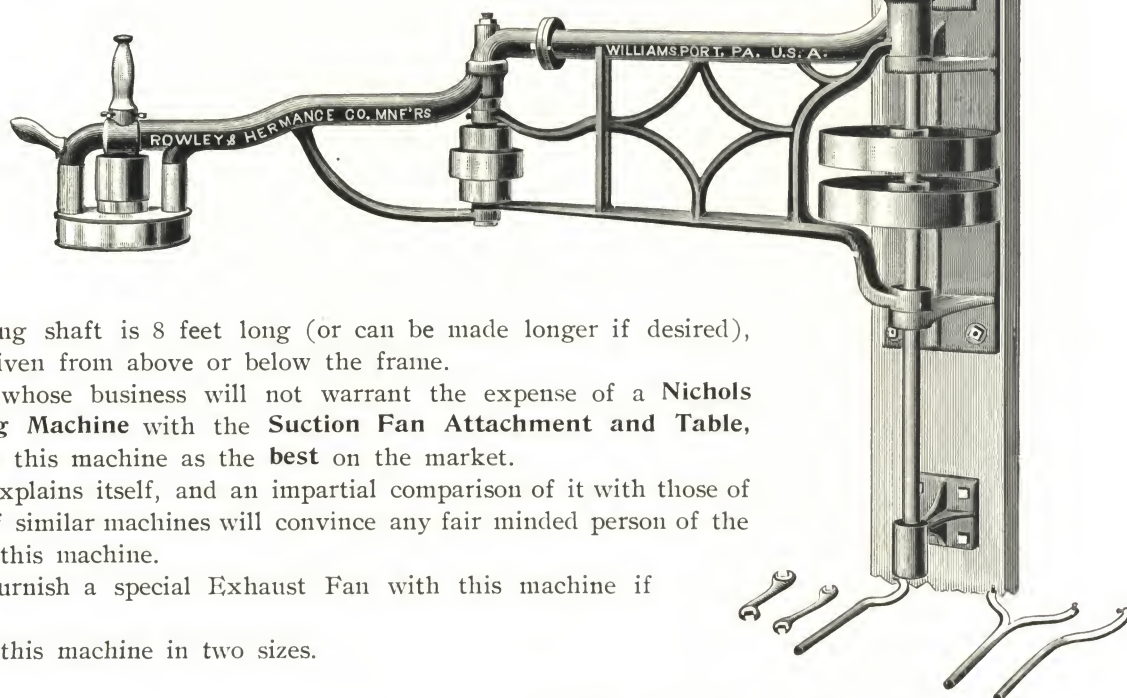 WILLIAMSPORT, PA. U.S.A.
ROWLEY & HERMANCE CO. MNF'RS
ng shaft is 8 feet long (or can be made longer if desired),
iven from above or below the frame.
whose business will not warrant the expense of a Nichols
g Machine with the Suction Fan Attachment and Table,
this machine as the best on the market.
xplains itself, and an impartial comparison of it with those of
f similar machines will convince any fair minded person of the
this machine.
urnish a special Exhaust Fan with this machine if
this machine in two sizes.